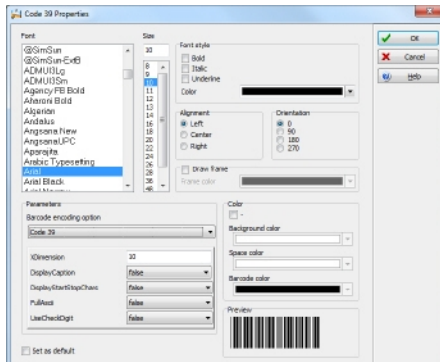 Code 39 Properties
Font
@SimSun
@SimSun-ExtB
ADMUI3Lg
ADMUI3Sm
Agency FB Bold
Aharoni Bold
Algerian
Andalus
Angsana New
AngsanaUPC
Aparajita
Arabic Typesetting
Arial
Arial Black
Arial Narrow
Size
10
8
9
10
11
12
13
14
16
18
20
22
24
26
28
36
48
Font style
Bold
Italic
Underline
Color
Alignment
Left
Center
Right
Orientation
0
90
180
270
Draw frame
Frame color
OK
Cancel
Help
Parameters
Barcode encoding option
Code 39
XDimension 10
DisplayCaption false
DisplayStartStopChars false
FullAscii false
UseCheckDigit false
Color
-
Background color
Space color
Barcode color
Preview
Set as default